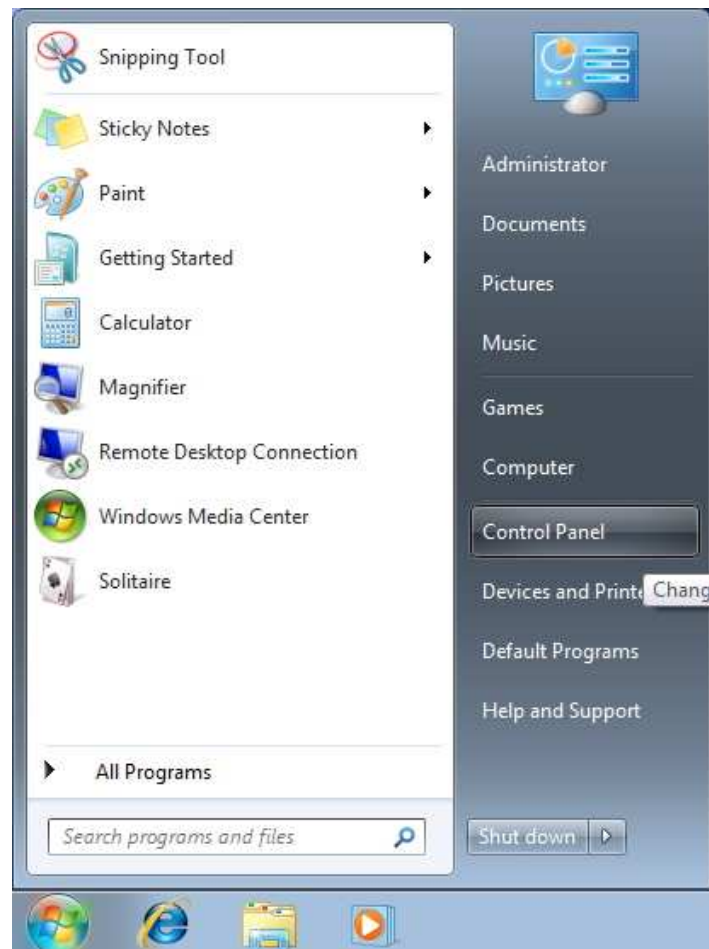 Snipping Tool
Sticky Notes
Paint
Getting Started
Calculator
Magnifier
Remote Desktop Connection
Windows Media Center
Solitaire
All Programs
Search programs and files
Administrator
Documents
Pictures
Music
Games
Computer
Control Panel
Devices and Printe
Chang
Default Programs
Help and Support
Shut down